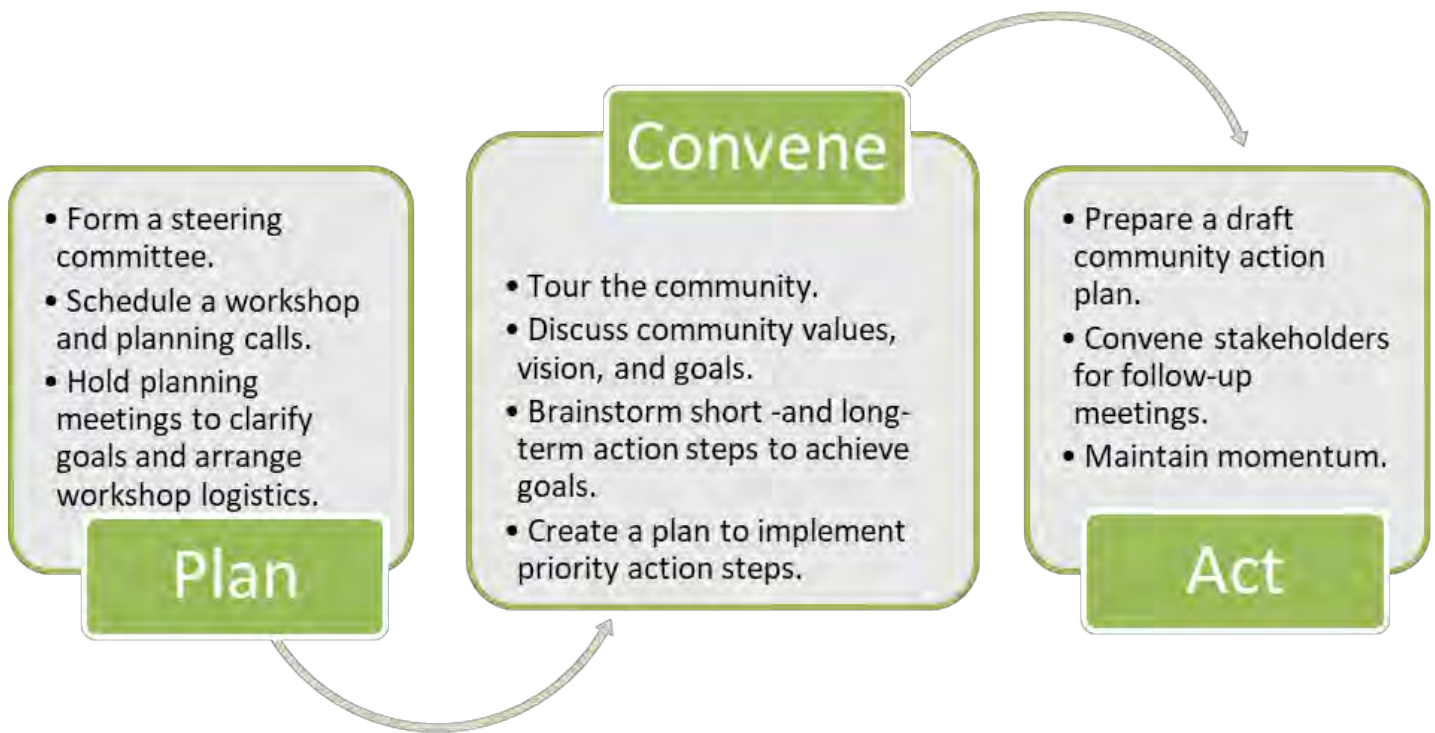 • Form a steering
committee.
• Schedule a workshop
and planning calls.
• Hold planning
meetings to clarify
goals and arrange
workshop logistics.
Plan
Convene
• Tour the community.
• Discuss community values,
vision, and goals.
• Brainstorm short -and long-
term action steps to achieve
goals.
• Create a plan to implement
priority action steps.
• Prepare a draft
community action
plan.
• Convene stakeholders
for follow-up
meetings.
• Maintain momentum.
Act